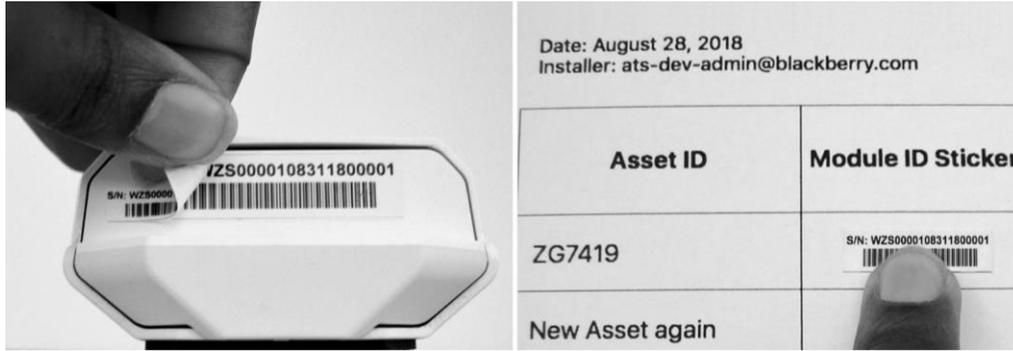 WZS0000108311800001
S/N: WZS0000
Date: August 28, 2018
Installer: ats-dev-admin@blackberry.com
Asset ID
Module ID Sticker
ZG7419
S/N: WZS0000108311800001
New Asset again